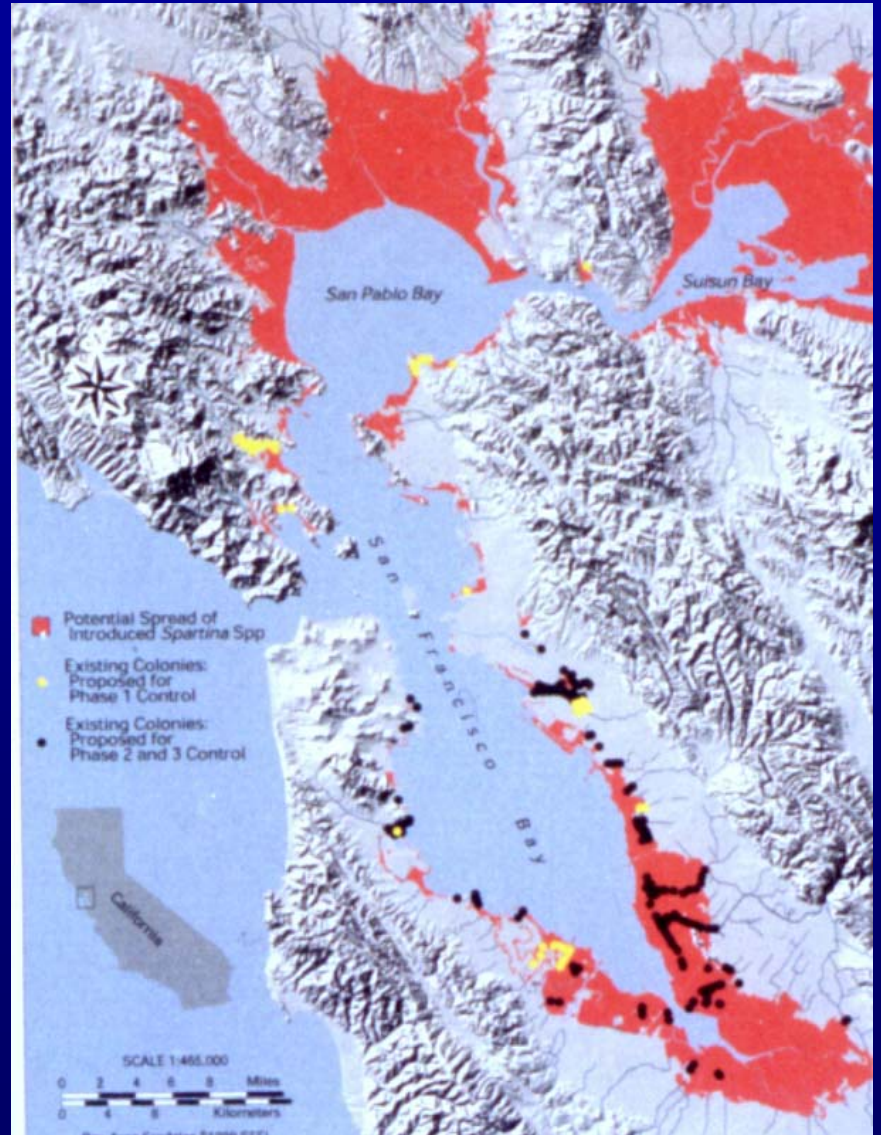 San Pablo Bay
Suisun Bay
San Francisco Bay
Potential Spread of
Introduced Spartina Spp
Existing Colonies:
Proposed for
Phase 1 Control
Existing Colonies:
Proposed for
Phase 2 and 3 Control
California
SCALE 1:465,000
0 2 4 6 8 Miles
0 4 8 Kilometers